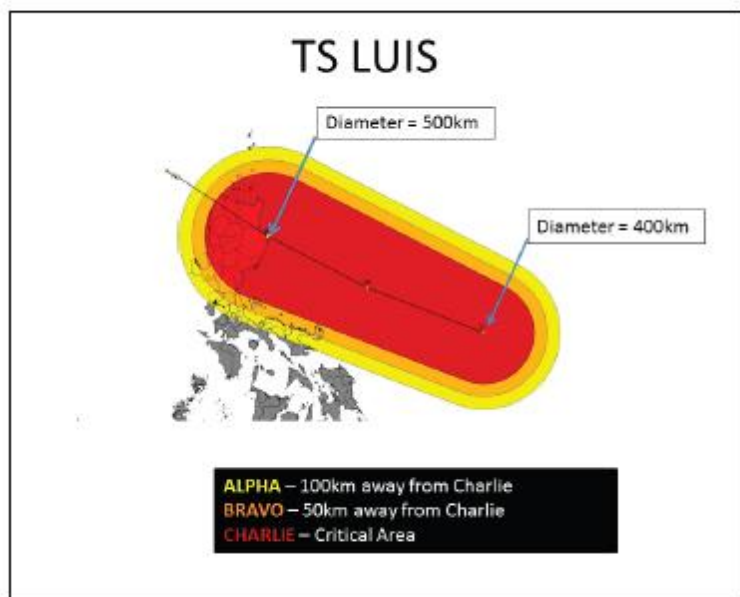 TS LUIS
Diameter = 500km
Diameter = 400km
ALPHA – 100km away from Charlie
BRAVO – 50km away from Charlie
CHARLIE – Critical Area